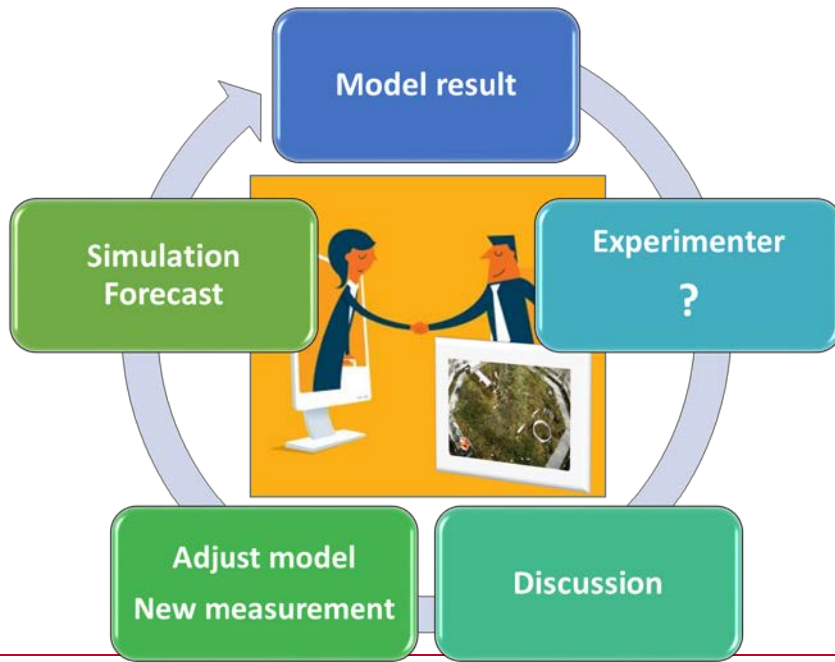 Model result
Experimenter
?
Discussion
Adjust model
New measurement
Simulation
Forecast